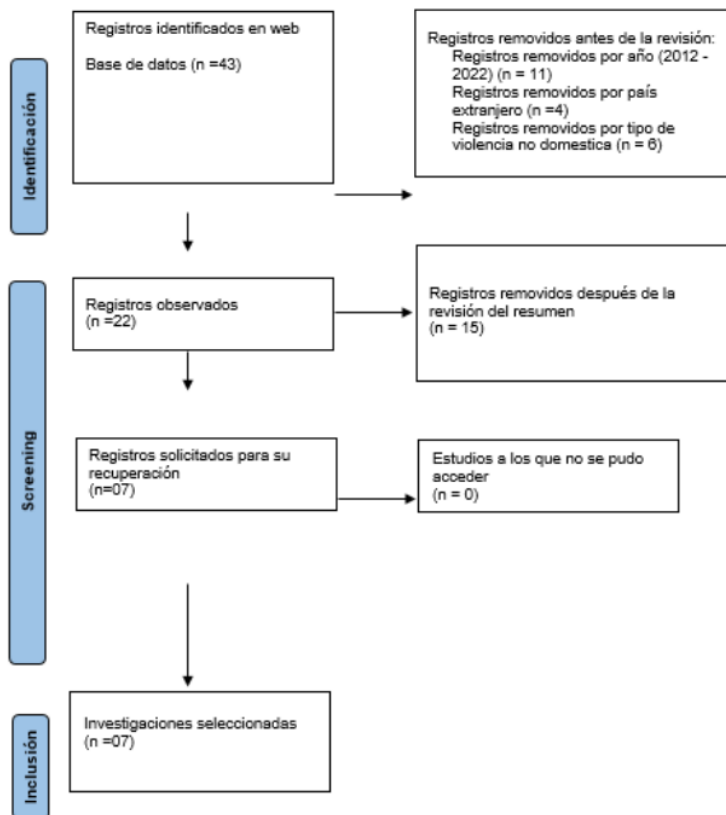 Identificación
Registros identificados en web
Base de datos (n =43)
Registros removidos antes de la revisión:
Registros removidos por año (2012 -
2022) (n = 11)
Registros removidos por país
extranjero (n =4)
Registros removidos por tipo de
violencia no domestica (n = 6)
Screening
Registros observados
(n =22)
Registros removidos después de la
revisión del resumen
(n = 15)
Registros solicitados para su
recuperación
(n=07)
Estudios a los que no se pudo
acceder
(n = 0)
Inclusión
Investigaciones seleccionadas
(n =07)